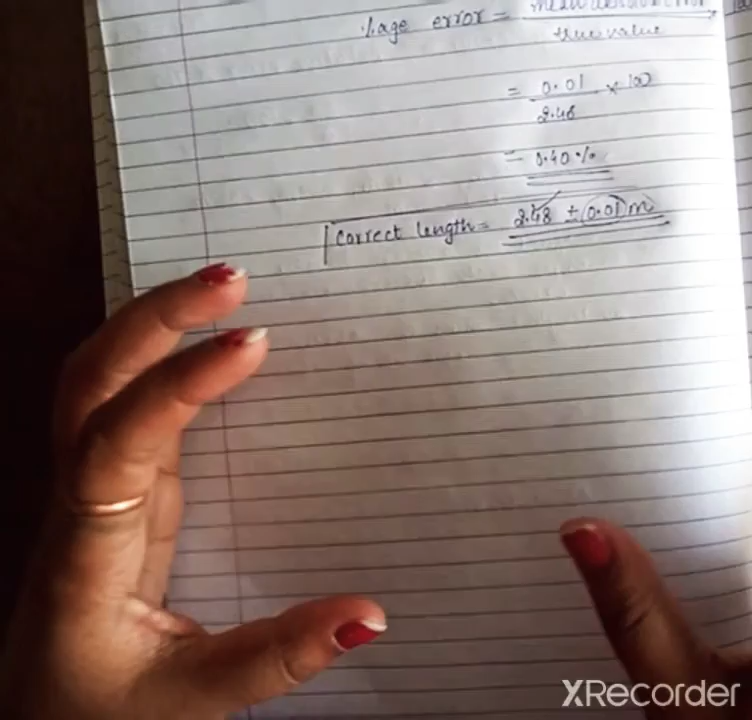 %age error =
true value
= 0.01 × 100
2.48
= 0.40%
correct length = 2.48 ± 0.01 m
XRecorder